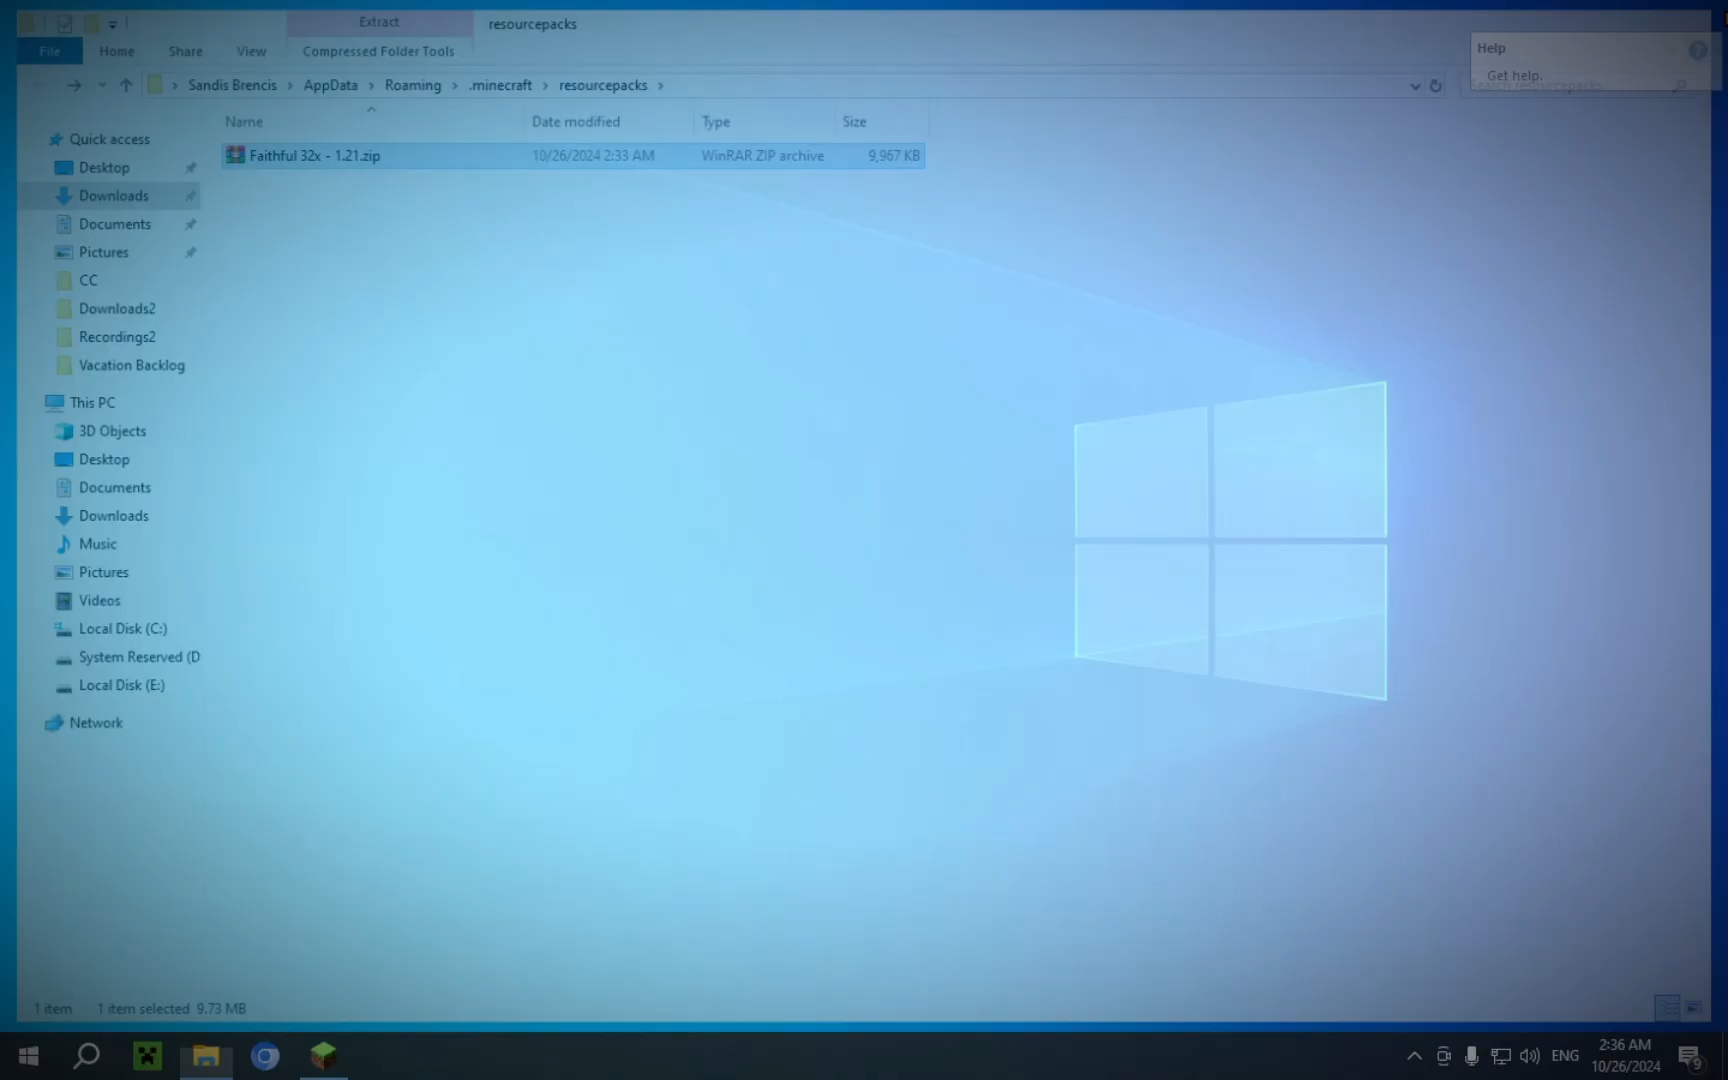 Extract
resourcepacks
File Home Share View Compressed Folder Tools
Help
Get help.
Sandis Brencis > AppData > Roaming > .minecraft > resourcepacks >
Search resourcepacks
Name Date modified Type Size
Faithful 32x - 1.21.zip 10/26/2024 2:33 AM WinRAR ZIP archive 9,967 KB
Quick access
Desktop
Downloads
Documents
Pictures
CC
Downloads2
Recordings2
Vacation Backlog
This PC
3D Objects
Desktop
Documents
Downloads
Music
Pictures
Videos
Local Disk (C:)
System Reserved (D
Local Disk (E:)
Network
1 item 1 item selected 9.73 MB
ENG
2:36 AM
10/26/2024
9